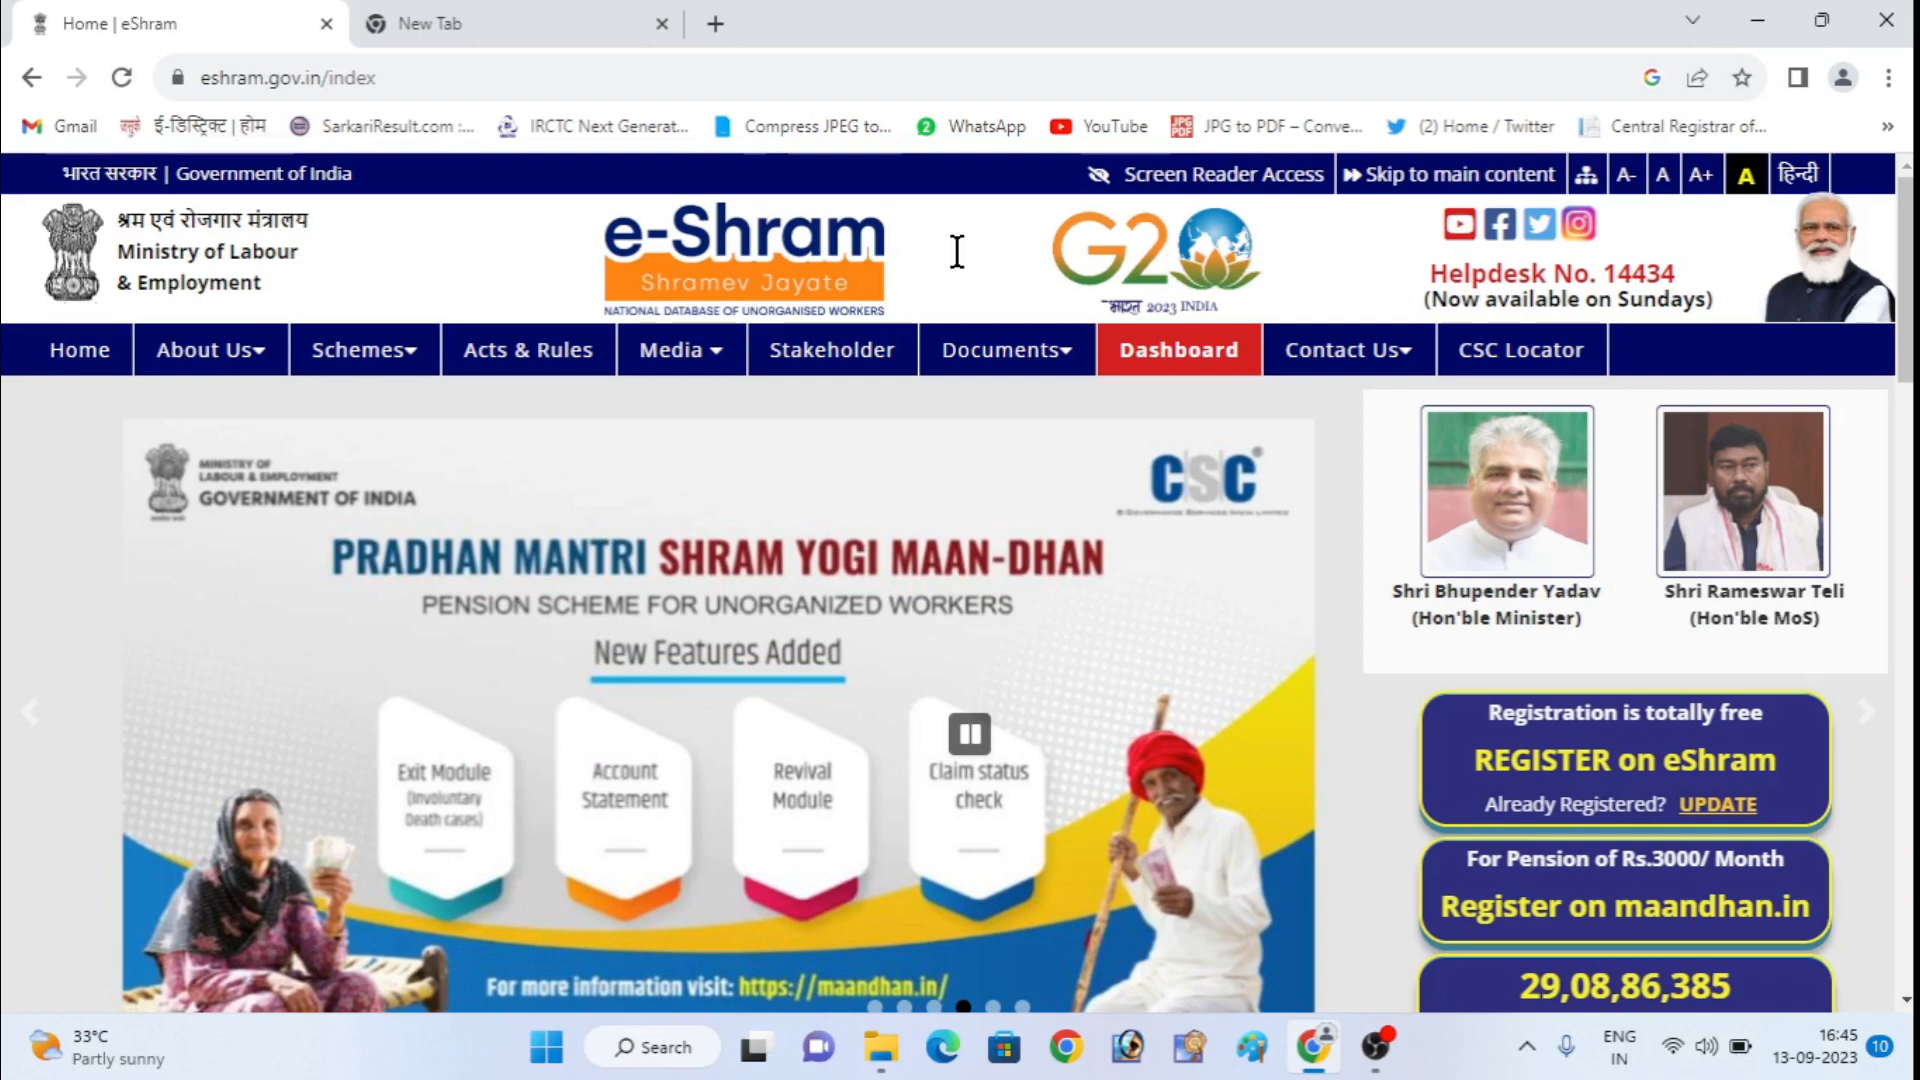 Home | eShram
New Tab
eshram.gov.in/index
Gmail
ई-डिस्ट्रिक्ट | होम
SarkariResult.com :...
IRCTC Next Generat...
Compress JPEG to...
WhatsApp
YouTube
JPG to PDF – Conve...
(2) Home / Twitter
Central Registrar of...
»
भारत सरकार | Government of India
Screen Reader Access
Skip to main content
A-
A
A+
A
हिन्दी
श्रम एवं रोजगार मंत्रालय
Ministry of Labour
& Employment
e-Shram
Shramev Jayate
NATIONAL DATABASE OF UNORGANISED WORKERS
G20
भारत 2023 INDIA
Helpdesk No. 14434
(Now available on Sundays)
Home
About Us
Schemes
Acts & Rules
Media
Stakeholder
Documents
Dashboard
Contact Us
CSC Locator
MINISTRY OF
LABOUR & EMPLOYMENT
GOVERNMENT OF INDIA
CSC
PRADHAN MANTRI SHRAM YOGI MAAN-DHAN
PENSION SCHEME FOR UNORGANIZED WORKERS
New Features Added
Exit Module
(Involuntary
Death cases)
Account
Statement
Revival
Module
Claim status
check
For more information visit: https://maandhan.in/
Shri Bhupender Yadav
(Hon'ble Minister)
Shri Rameswar Teli
(Hon'ble MoS)
Registration is totally free
REGISTER on eShram
Already Registered? UPDATE
For Pension of Rs.3000/ Month
Register on maandhan.in
29,08,86,385
33°C
Partly sunny
Search
ENG
IN
16:45
13-09-2023
10